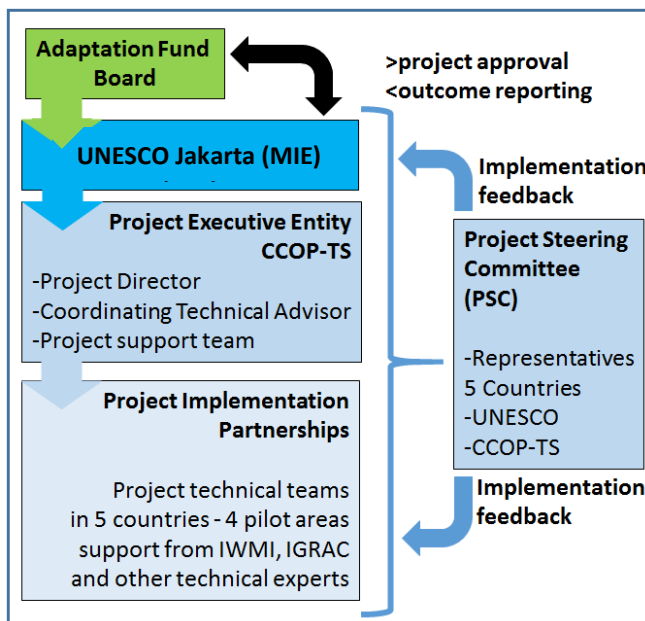 Adaptation Fund
Board
>project approval
<outcome reporting
UNESCO Jakarta (MIE)
Implementation
feedback
Project Executive Entity
CCOP-TS
-Project Director
-Coordinating Technical Advisor
-Project support team
Project Steering
Committee
(PSC)
-Representatives
5 Countries
-UNESCO
-CCOP-TS
Project Implementation
Partnerships
Project technical teams
in 5 countries - 4 pilot areas
support from IWMI, IGRAC
and other technical experts
Implementation
feedback